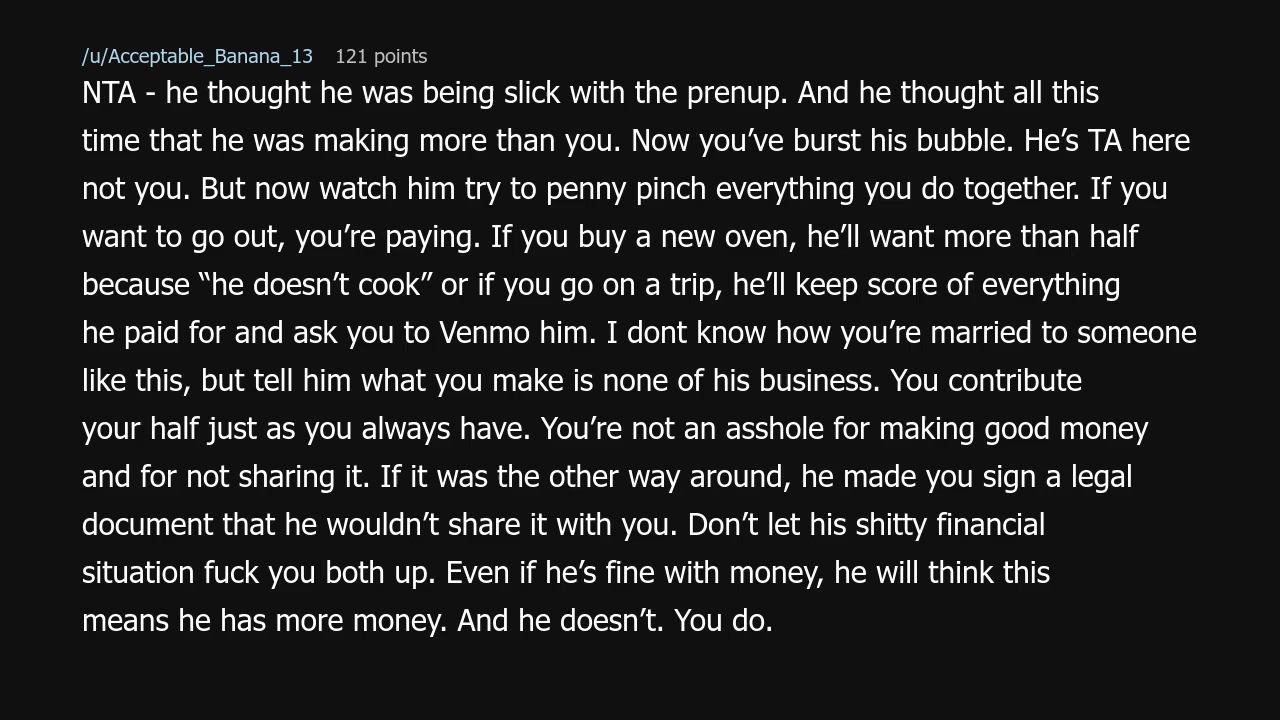 /u/Acceptable_Banana_13 121 points
NTA - he thought he was being slick with the prenup. And he thought all this
time that he was making more than you. Now you’ve burst his bubble. He’s TA here
not you. But now watch him try to penny pinch everything you do together. If you
want to go out, you’re paying. If you buy a new oven, he’ll want more than half
because “he doesn’t cook” or if you go on a trip, he’ll keep score of everything
he paid for and ask you to Venmo him. I dont know how you’re married to someone
like this, but tell him what you make is none of his business. You contribute
your half just as you always have. You’re not an asshole for making good money
and for not sharing it. If it was the other way around, he made you sign a legal
document that he wouldn’t share it with you. Don’t let his shitty financial
situation fuck you both up. Even if he’s fine with money, he will think this
means he has more money. And he doesn’t. You do.